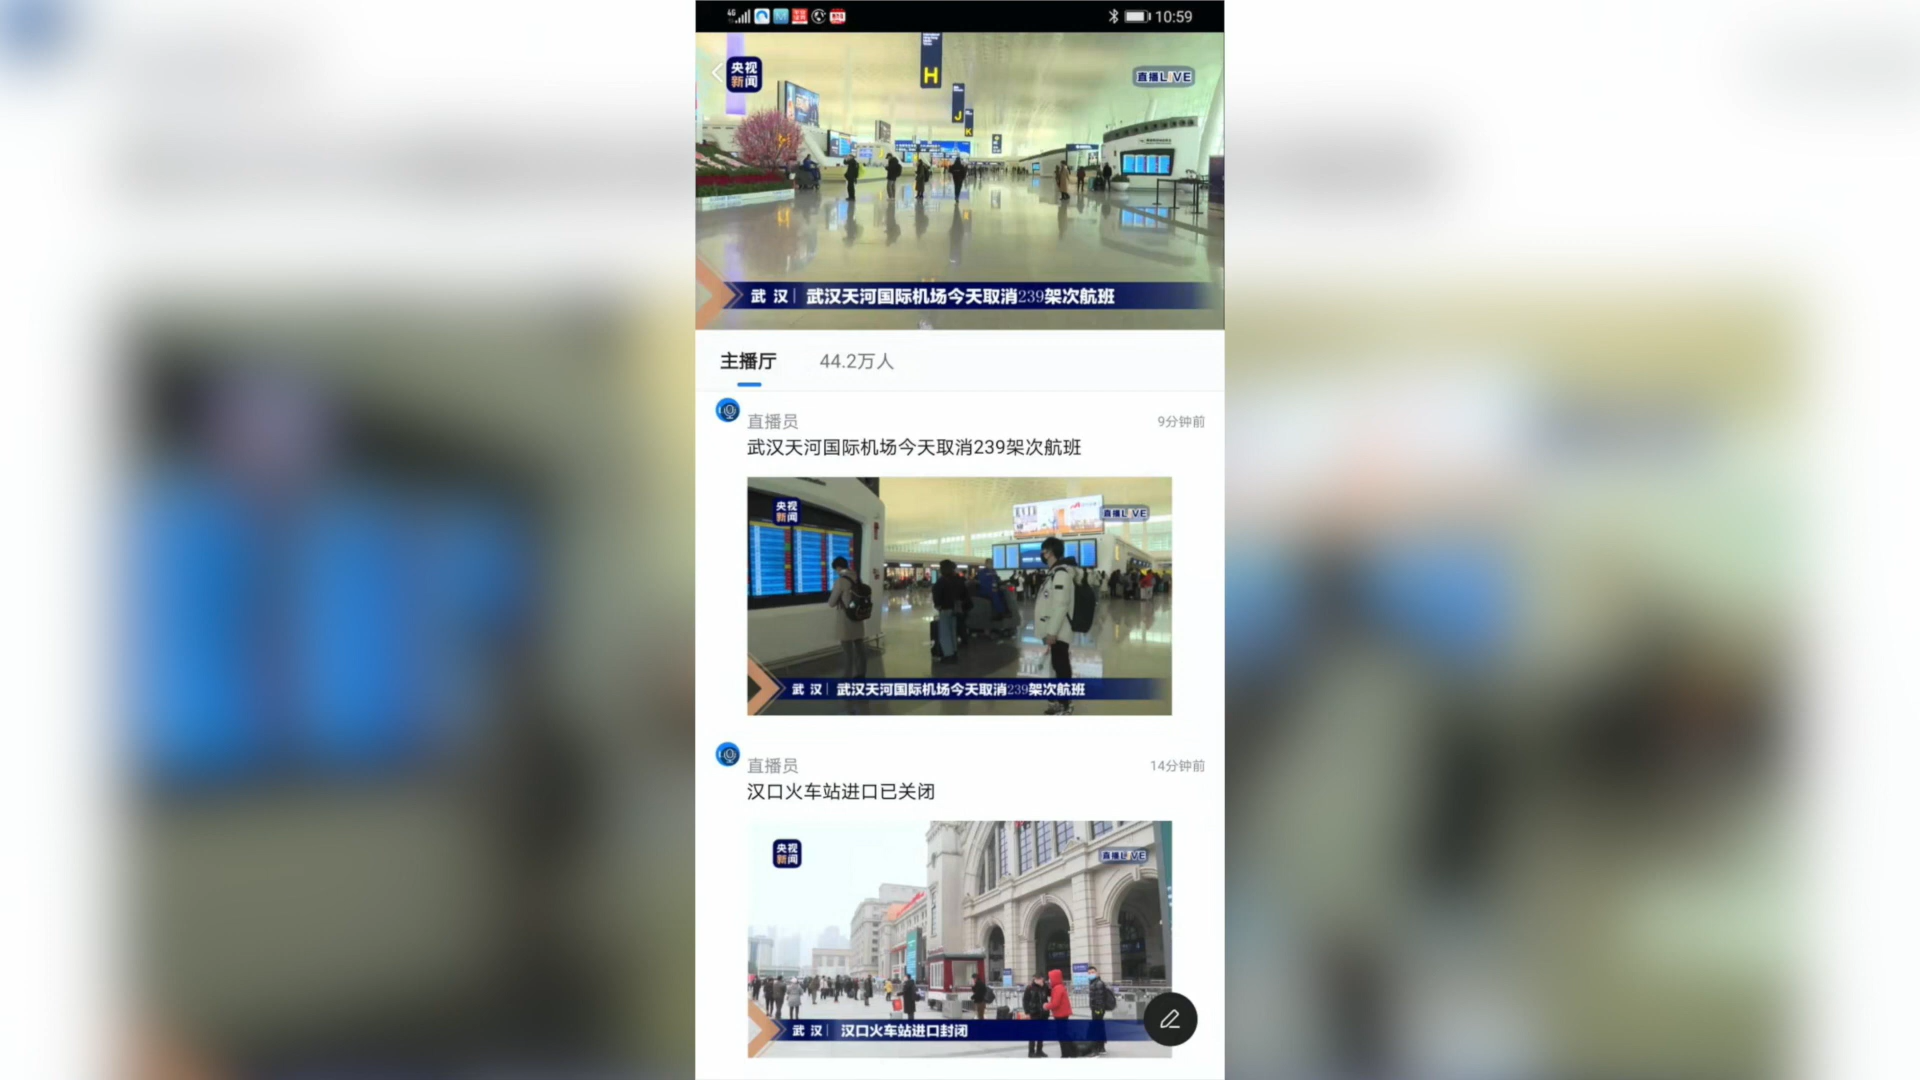 4G
10:59
央视
新闻
直播LIVE
H
J
K
武汉 武汉天河国际机场今天取消239架次航班
主播厅 44.2万人
直播员 9分钟前
武汉天河国际机场今天取消239架次航班
央视
新闻
直播LIVE
武汉 武汉天河国际机场今天取消239架次航班
直播员 14分钟前
汉口火车站进口已关闭
央视
新闻
直播LIVE
武汉 汉口火车站进口封闭